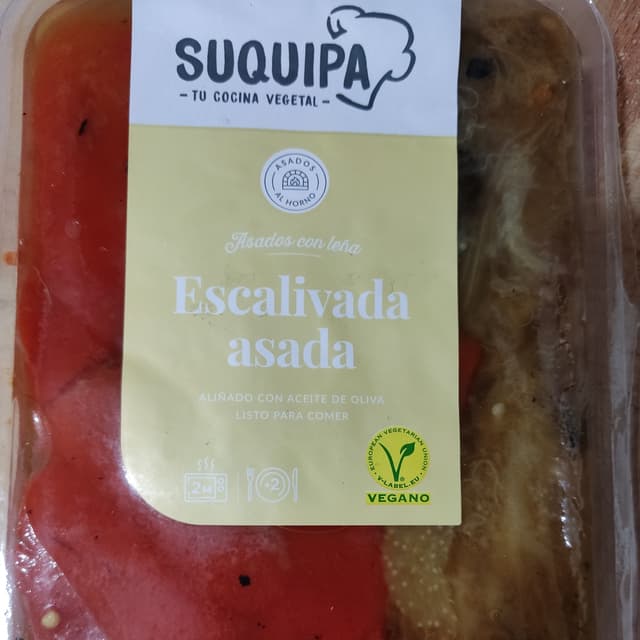 SUQUIPA
- TU COCINA VEGETAL -
ASADOS
AL HORNO
Asados con leña
Escalivada
asada
ALIÑADO CON ACEITE DE OLIVA
LISTO PARA COMER
EUROPEAN VEGETARIAN UNION
V-LABEL.EU
VEGANO